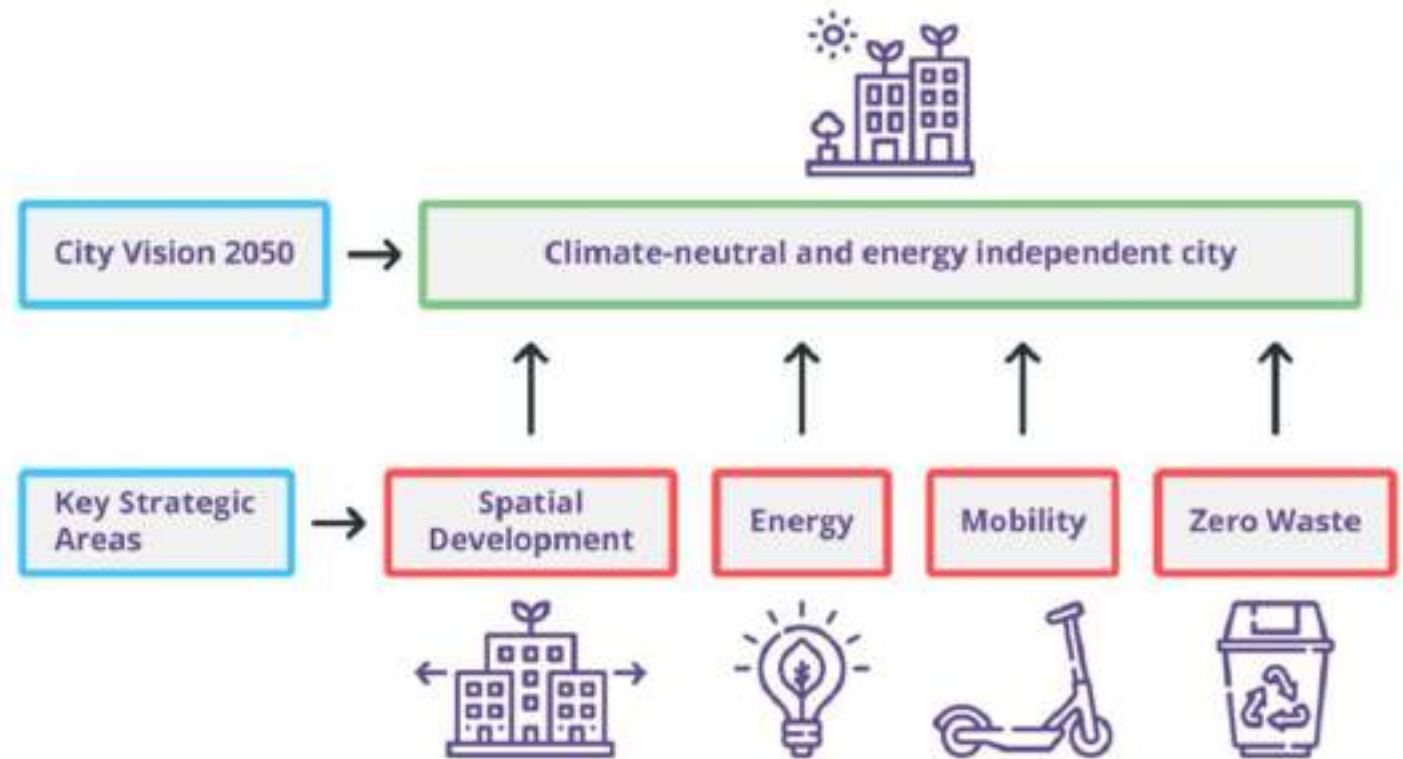 City Vision 2050
Climate-neutral and energy independent city
Key Strategic
Areas
Spatial
Development
Energy
Mobility
Zero Waste